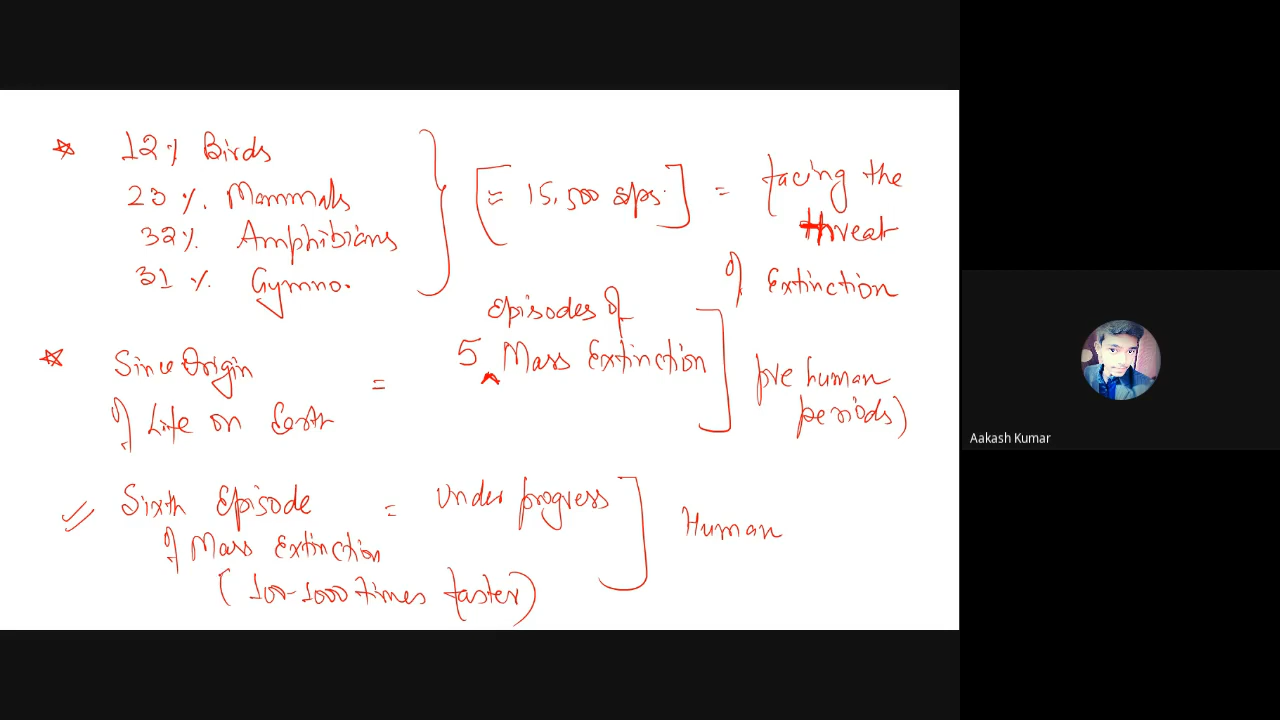 ☆ 12% Birds
23 %. Mammals
32% Amphibians
31 %. Gymno.
[= 15,500 sps.] = facing the
threat
of Extinction
☆ Since Origin
of Life on Earth
=
Episodes of
5 ^ Mass Extinction
pre human
periods)
Sixth Episode = Under progress
of Mass Extinction
(100-1000 times faster)
Human
Aakash Kumar